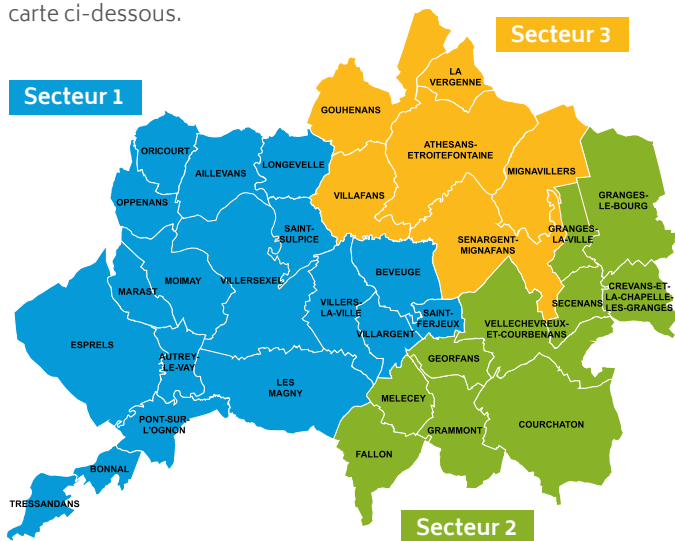 carte ci-dessous.
Secteur 3
Secteur 1
LA
VERGENNE
GOUHENANS
ATHESANS-
ETROITEFONTAINE
ORICOURT
AILLEVANS
LONGEVELLE
MIGNAVILLERS
VILLAFANS
GRANGES-
LE-BOURG
OPPENANS
SAINT-
SULPICE
SENARGENT-
MIGNAFANS
GRANGES-
LA-VILLE
BEVEUGE
MARAST
MOIMAY
VILLERSEXEL
VILLERS-
LA-VILLE
SECENANS
CREVANS-ET-
LA-CHAPELLE-
LES-GRANGES
SAINT-
FERJEUX
VELLECHEVREUX-
ET-COURBENANS
ESPRELS
VILLARGENT
AUTREY-
LE-VAY
GEORFANS
LES
MAGNY
MELECEY
PONT-SUR-
L'OGNON
GRAMMONT
COURCHATON
FALLON
BONNAL
TRESSANDANS
Secteur 2